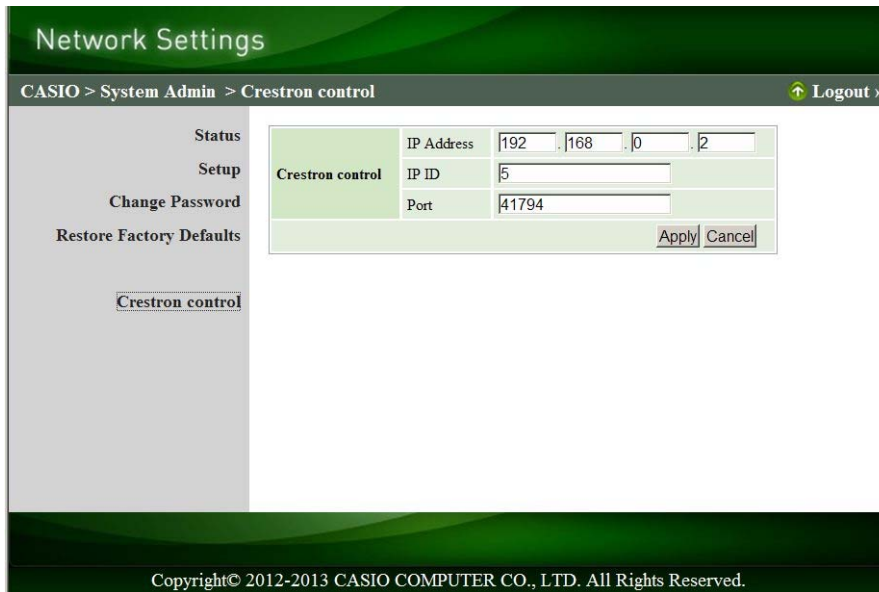 Network Settings
CASIO > System Admin > Crestron control
Logout »
Status
Setup
Change Password
Restore Factory Defaults
Crestron control
Crestron control
IP Address 192 . 168 . 0 . 2
IP ID 5
Port 41794
Apply Cancel
Copyright© 2012-2013 CASIO COMPUTER CO., LTD. All Rights Reserved.